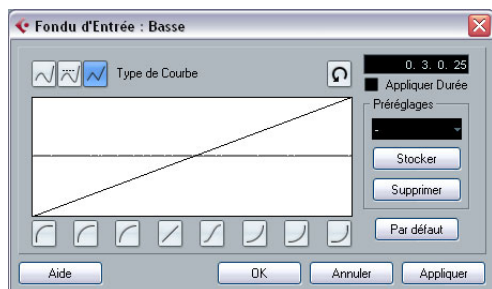 Fondu d'Entrée : Basse
Type de Courbe
0. 3. 0. 25
Appliquer Durée
Préréglages
-
Stocker
Supprimer
Par défaut
Aide
OK
Annuler
Appliquer